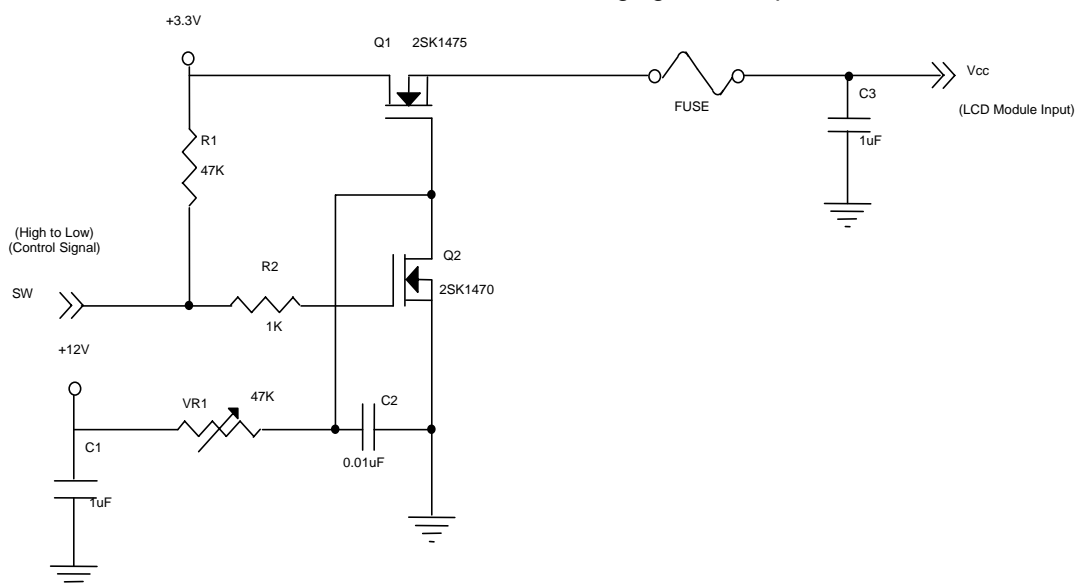 +3.3V
Q1 2SK1475
Vcc
FUSE
C3
(LCD Module Input)
1uF
R1
47K
(High to Low)
(Control Signal)
Q2
R2
SW
2SK1470
1K
+12V
VR1
47K
C2
C1
0.01uF
1uF